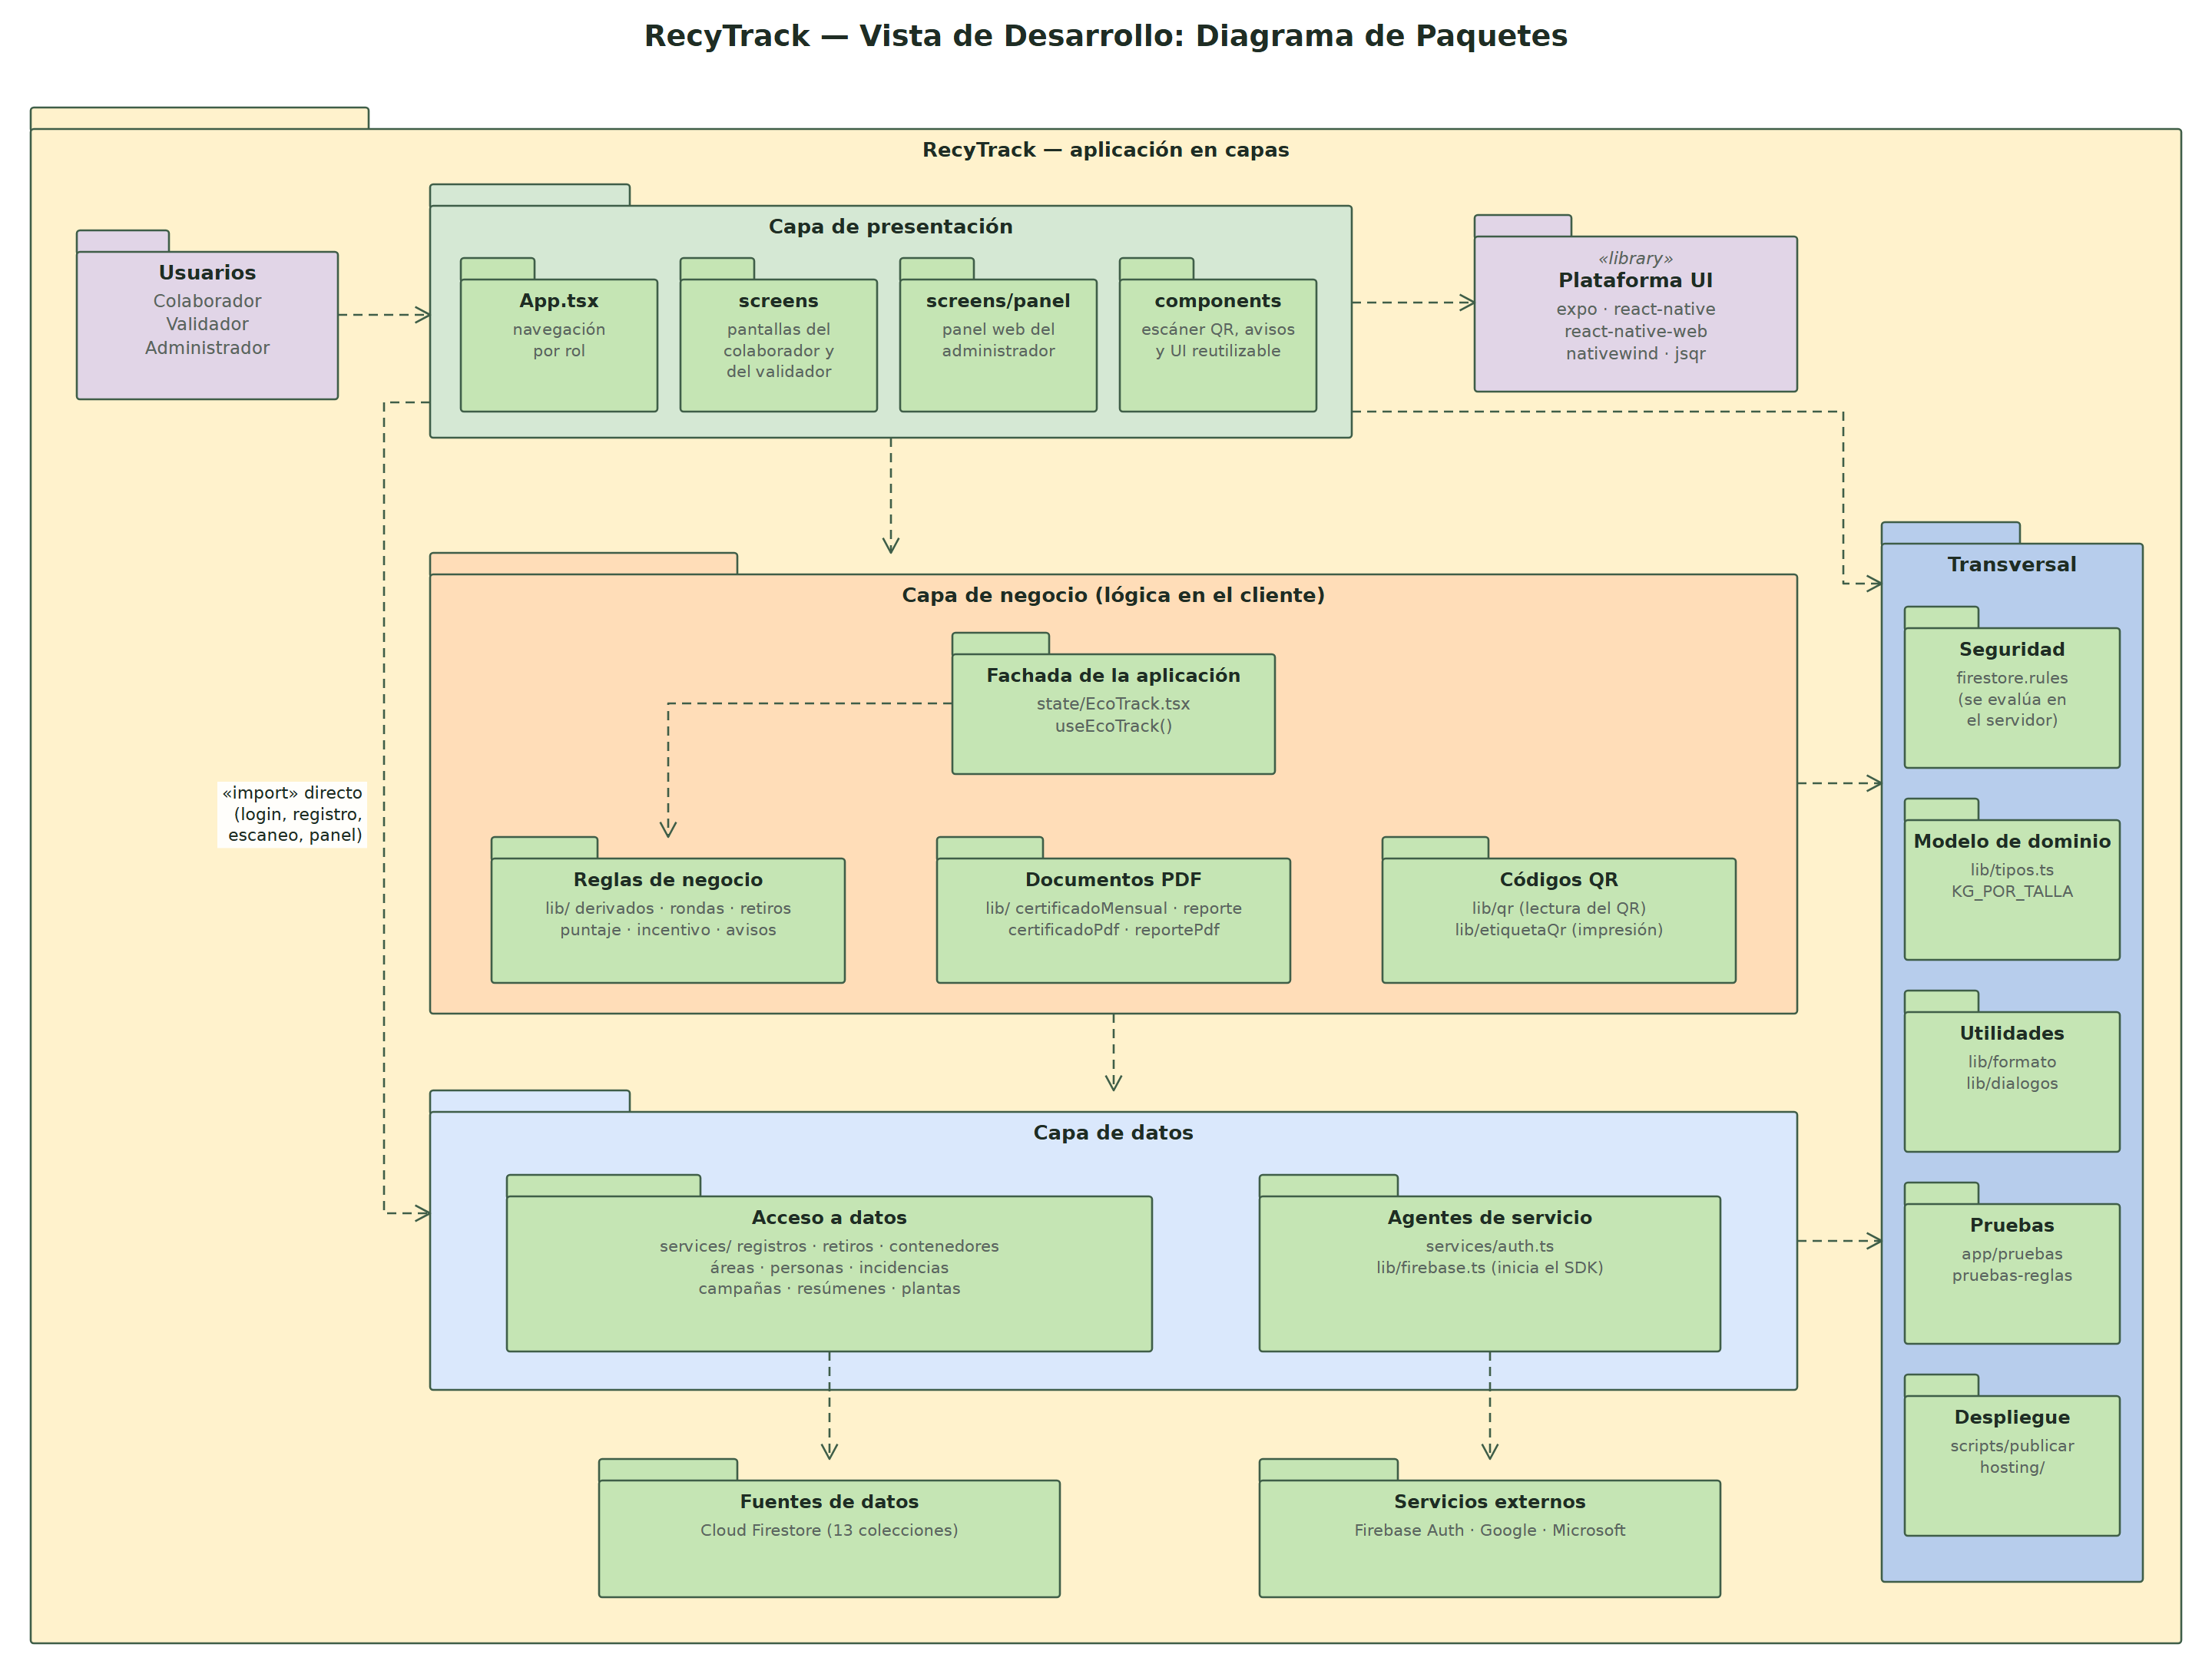 RecyTrack — Vista de Desarrollo: Diagrama de Paquetes
RecyTrack — aplicación en capas
Usuarios
Colaborador
Validador
Administrador
Capa de presentación
App.tsx
navegación
por rol
screens
pantallas del
colaborador y
del validador
screens/panel
panel web del
administrador
components
escáner QR, avisos
y UI reutilizable
«library»
Plataforma UI
expo · react-native
react-native-web
nativewind · jsqr
«import» directo
(login, registro,
escaneo, panel)
Capa de negocio (lógica en el cliente)
Fachada de la aplicación
state/EcoTrack.tsx
useEcoTrack()
Reglas de negocio
lib/ derivados · rondas · retiros
puntaje · incentivo · avisos
Documentos PDF
lib/ certificadoMensual · reporte
certificadoPdf · reportePdf
Códigos QR
lib/qr (lectura del QR)
lib/etiquetaQr (impresión)
Capa de datos
Acceso a datos
services/ registros · retiros · contenedores
áreas · personas · incidencias
campañas · resúmenes · plantas
Agentes de servicio
services/auth.ts
lib/firebase.ts (inicia el SDK)
Fuentes de datos
Cloud Firestore (13 colecciones)
Servicios externos
Firebase Auth · Google · Microsoft
Transversal
Seguridad
firestore.rules
(se evalúa en
el servidor)
Modelo de dominio
lib/tipos.ts
KG_POR_TALLA
Utilidades
lib/formato
lib/dialogos
Pruebas
app/pruebas
pruebas-reglas
Despliegue
scripts/publicar
hosting/